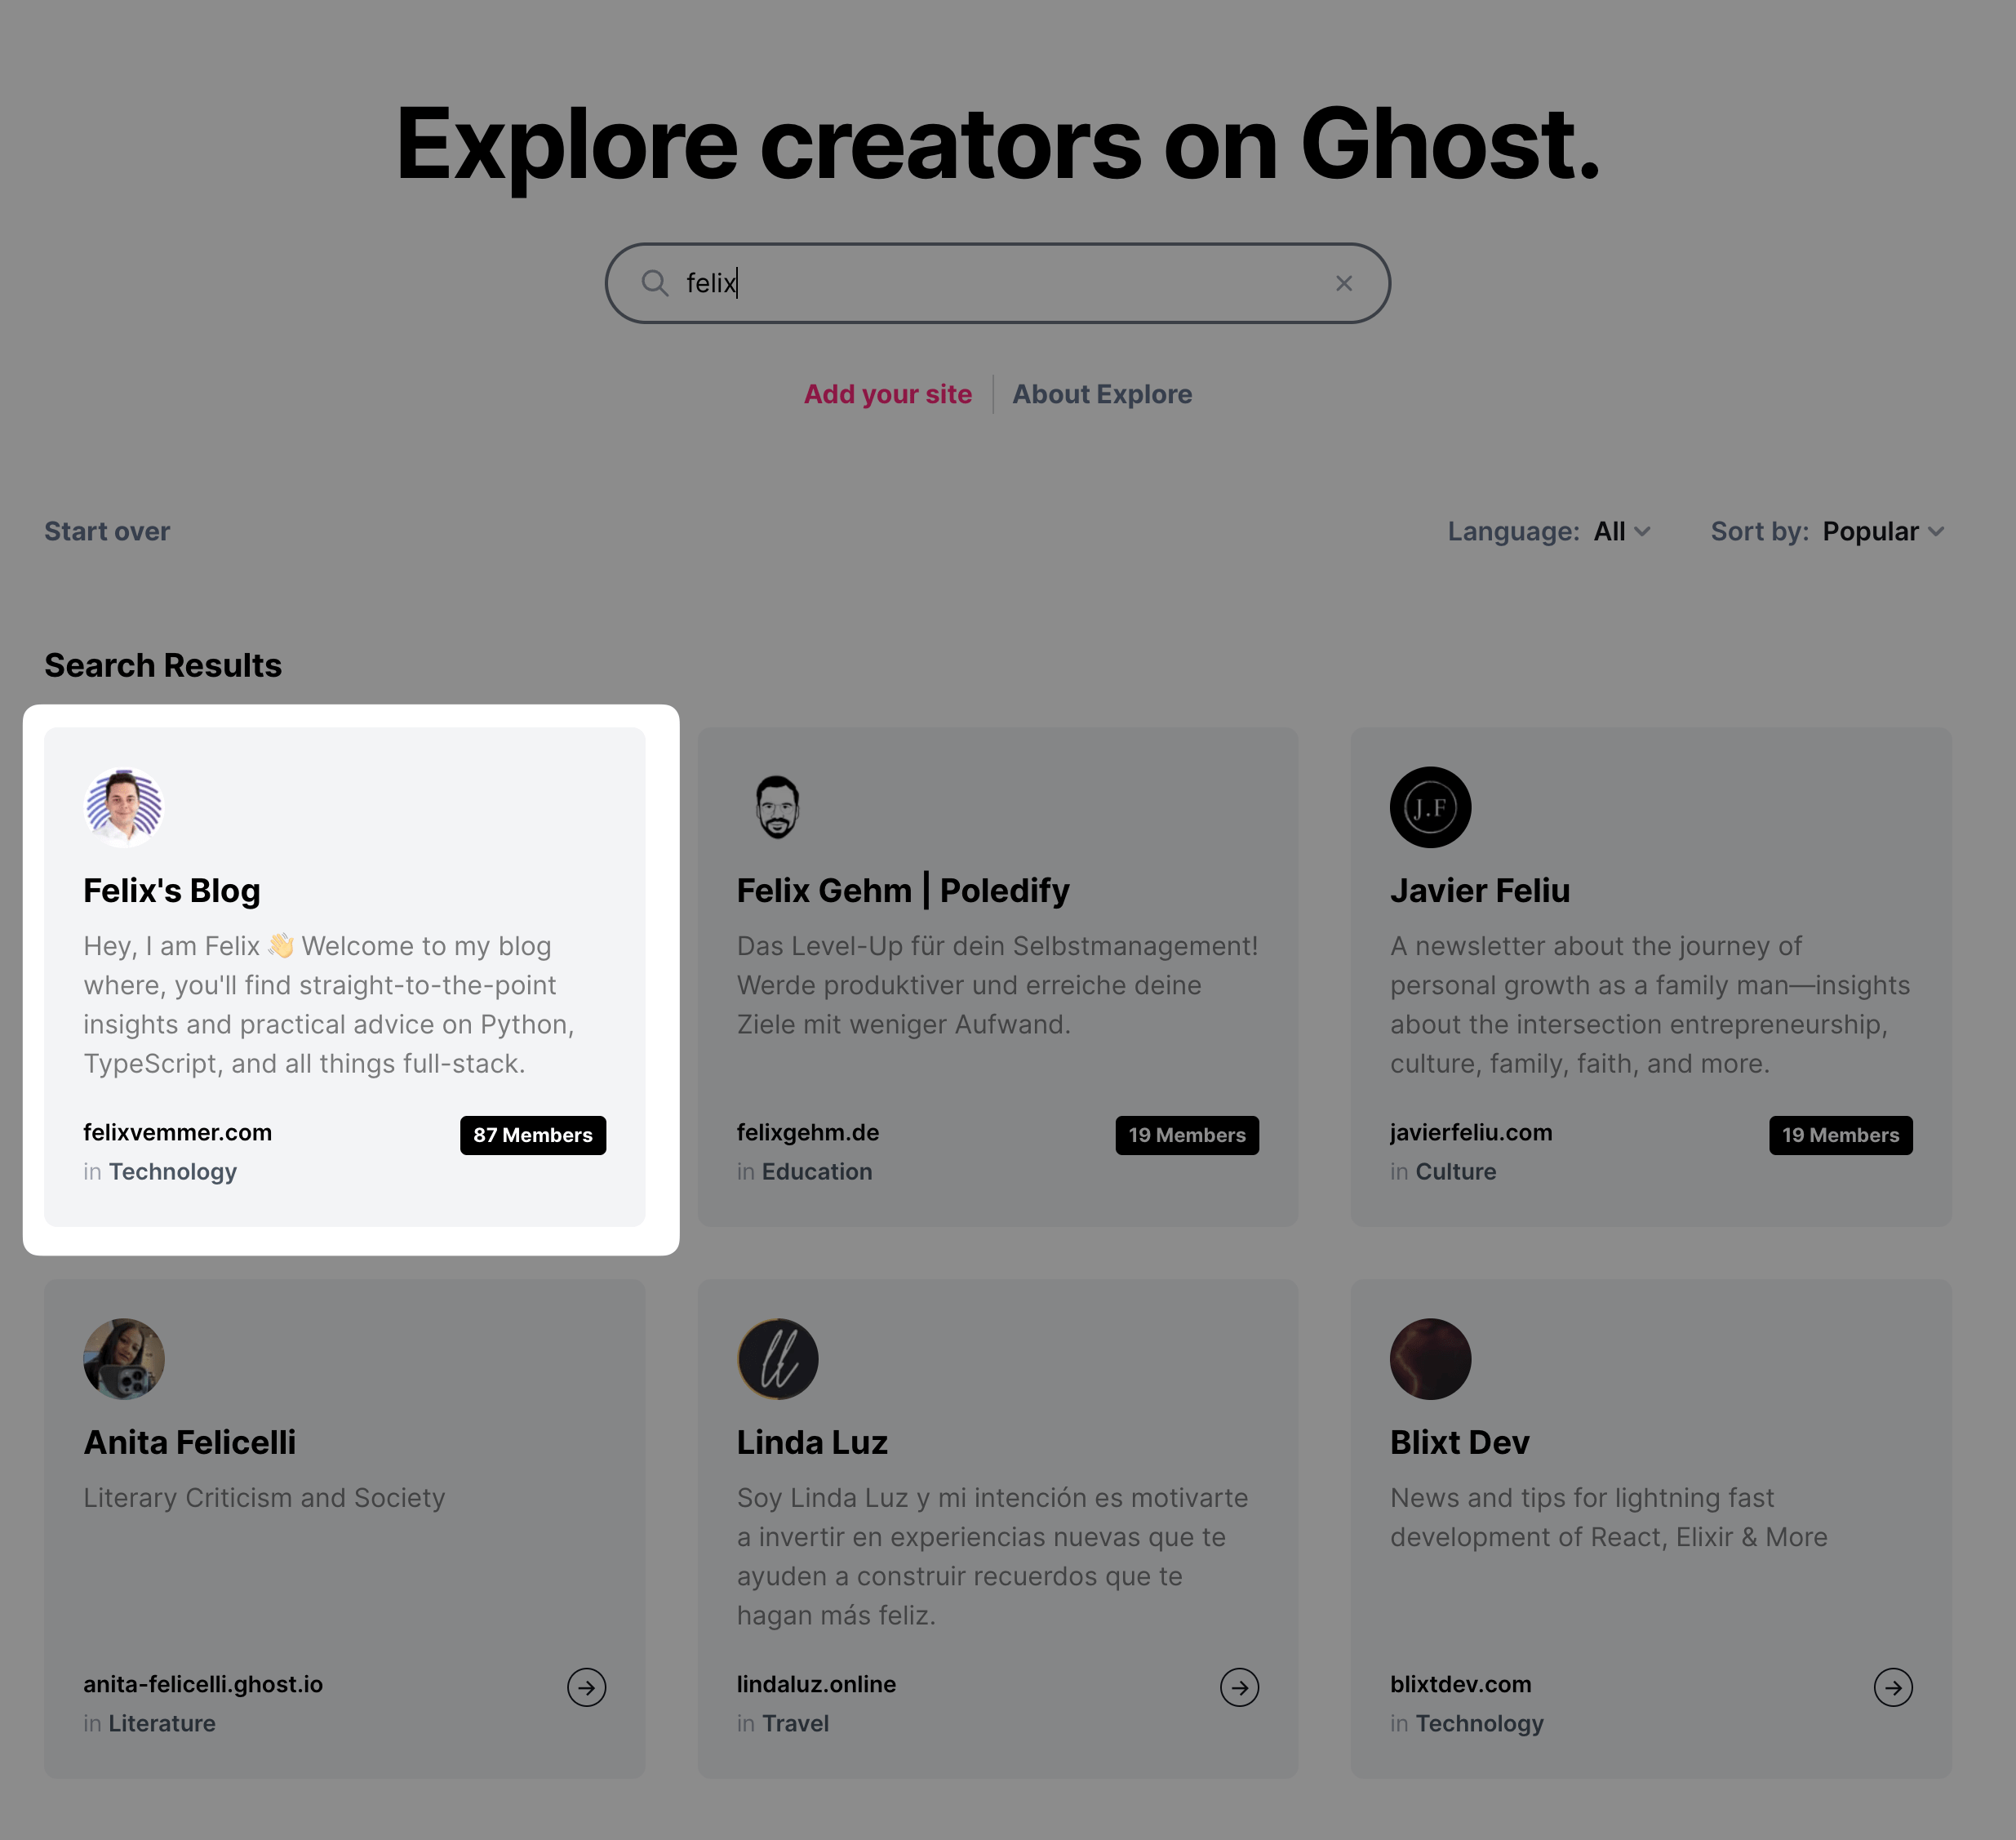 Explore creators on Ghost.
felix
Add your site
About Explore
Start over
Language: All
Sort by: Popular
Search Results
Felix's Blog
Hey, I am Felix 👋 Welcome to my blog
where, you'll find straight-to-the-point
insights and practical advice on Python,
TypeScript, and all things full-stack.
felixvemmer.com
87 Members
in Technology
Felix Gehm | Poledify
Das Level-Up für dein Selbstmanagement!
Werde produktiver und erreiche deine
Ziele mit weniger Aufwand.
felixgehm.de
19 Members
in Education
J.F
Javier Feliu
A newsletter about the journey of
personal growth as a family man—insights
about the intersection entrepreneurship,
culture, family, faith, and more.
javierfeliu.com
19 Members
in Culture
Anita Felicelli
Literary Criticism and Society
anita-felicelli.ghost.io
in Literature
ll
Linda Luz
Soy Linda Luz y mi intención es motivarte
a invertir en experiencias nuevas que te
ayuden a construir recuerdos que te
hagan más feliz.
lindaluz.online
in Travel
Blixt Dev
News and tips for lightning fast
development of React, Elixir & More
blixtdev.com
in Technology